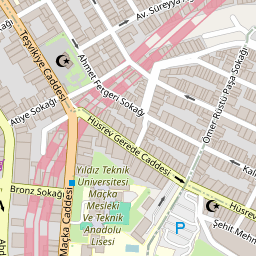 Av. Süreyya
Teşvikiye Caddesi
Ahmet Fergeri Sokağı
Ömer Rüştü Paşa Sokağı
Atiye Sokağı
Hüsrev Gerede Caddesi
Yıldız Teknik
Üniversitesi
Maçka
Mesleki
Ve Teknik
Anadolu
Lisesi
Bronz Sokağı
Maçka Caddesi
P
Hüsrev
Şehit Mehm